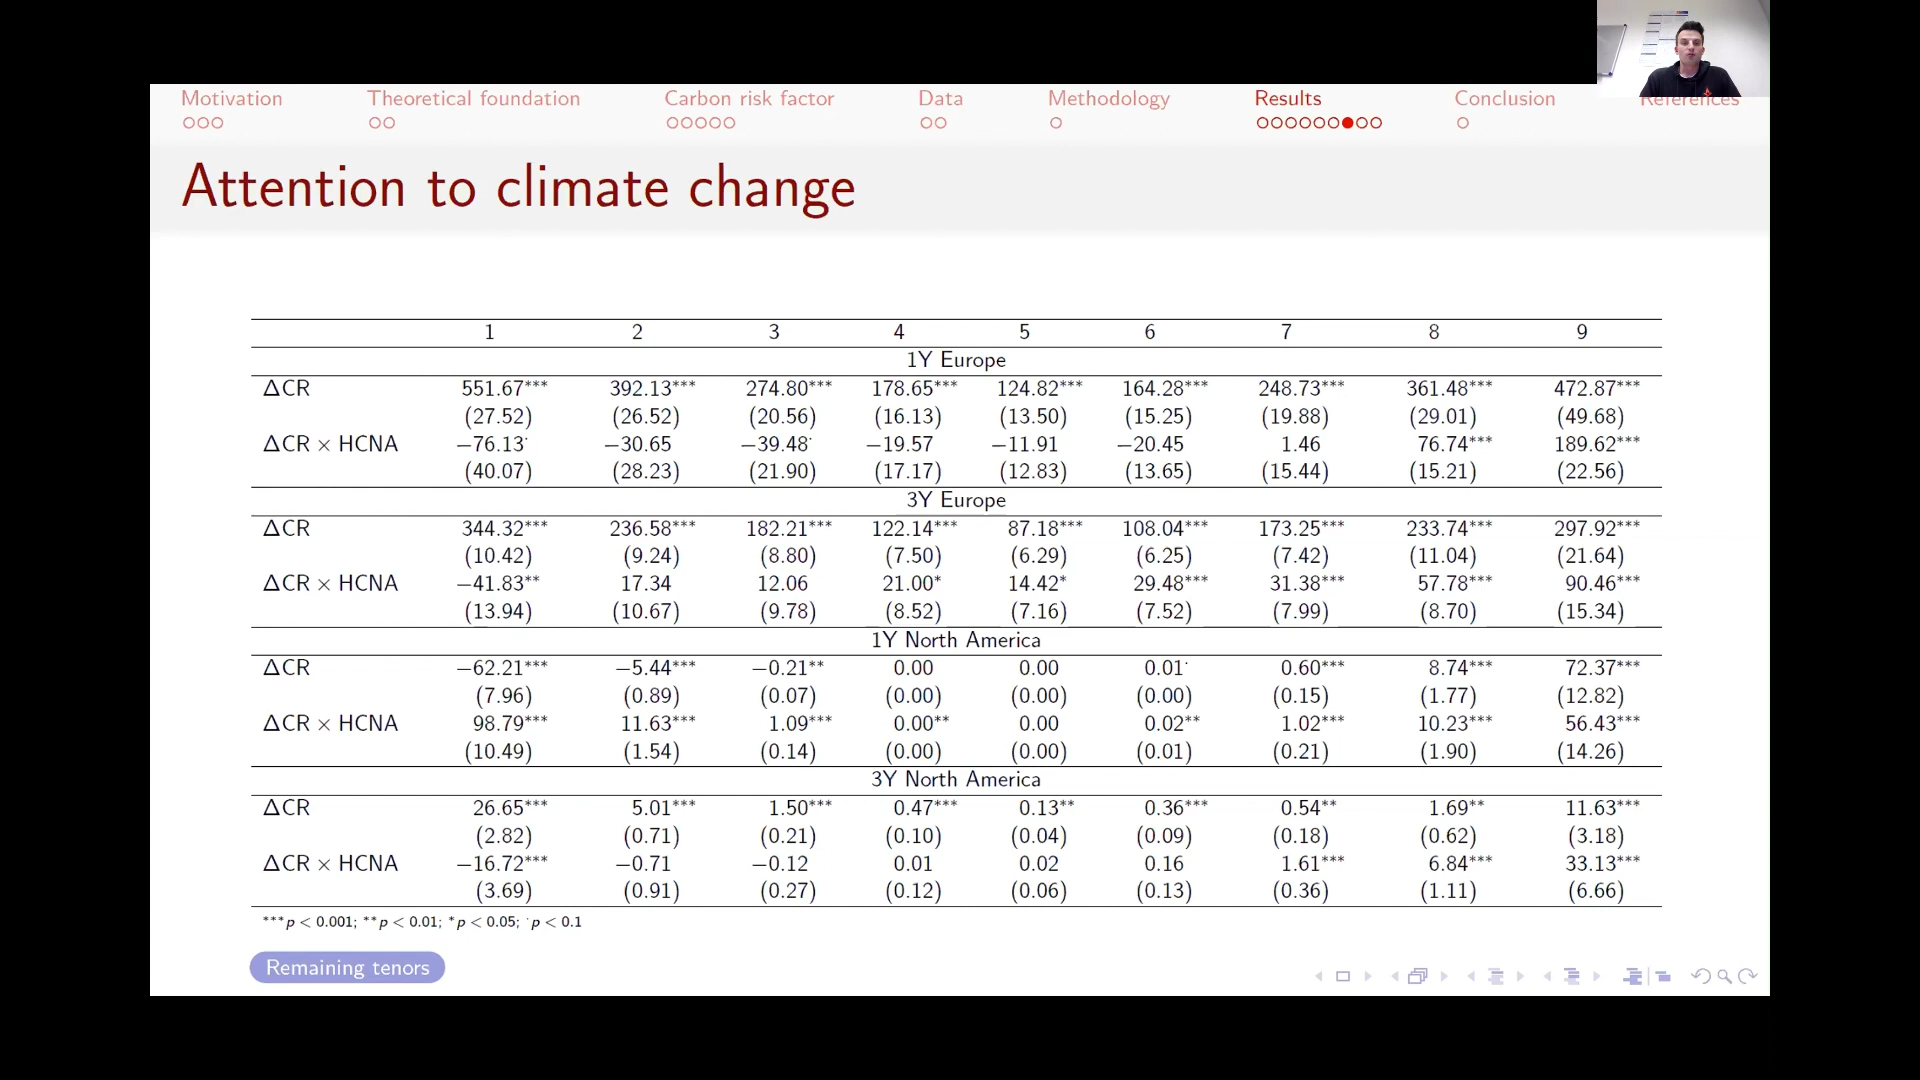 Motivation Theoretical foundation Carbon risk factor Data Methodology Results Conclusion References
Attention to climate change
1 2 3 4 5 6 7 8 9
1Y Europe
ΔCR 551.67*** 392.13*** 274.80*** 178.65*** 124.82*** 164.28*** 248.73*** 361.48*** 472.87***
(27.52) (26.52) (20.56) (16.13) (13.50) (15.25) (19.88) (29.01) (49.68)
ΔCR × HCNA −76.13· −30.65 −39.48· −19.57 −11.91 −20.45 1.46 76.74*** 189.62***
(40.07) (28.23) (21.90) (17.17) (12.83) (13.65) (15.44) (15.21) (22.56)
3Y Europe
ΔCR 344.32*** 236.58*** 182.21*** 122.14*** 87.18*** 108.04*** 173.25*** 233.74*** 297.92***
(10.42) (9.24) (8.80) (7.50) (6.29) (6.25) (7.42) (11.04) (21.64)
ΔCR × HCNA −41.83** 17.34 12.06 21.00* 14.42* 29.48*** 31.38*** 57.78*** 90.46***
(13.94) (10.67) (9.78) (8.52) (7.16) (7.52) (7.99) (8.70) (15.34)
1Y North America
ΔCR −62.21*** −5.44*** −0.21** 0.00 0.00 0.01· 0.60*** 8.74*** 72.37***
(7.96) (0.89) (0.07) (0.00) (0.00) (0.00) (0.15) (1.77) (12.82)
ΔCR × HCNA 98.79*** 11.63*** 1.09*** 0.00** 0.00 0.02** 1.02*** 10.23*** 56.43***
(10.49) (1.54) (0.14) (0.00) (0.00) (0.01) (0.21) (1.90) (14.26)
3Y North America
ΔCR 26.65*** 5.01*** 1.50*** 0.47*** 0.13** 0.36*** 0.54** 1.69** 11.63***
(2.82) (0.71) (0.21) (0.10) (0.04) (0.09) (0.18) (0.62) (3.18)
ΔCR × HCNA −16.72*** −0.71 −0.12 0.01 0.02 0.16 1.61*** 6.84*** 33.13***
(3.69) (0.91) (0.27) (0.12) (0.06) (0.13) (0.36) (1.11) (6.66)
***p < 0.001; **p < 0.01; *p < 0.05; ·p < 0.1
Remaining tenors